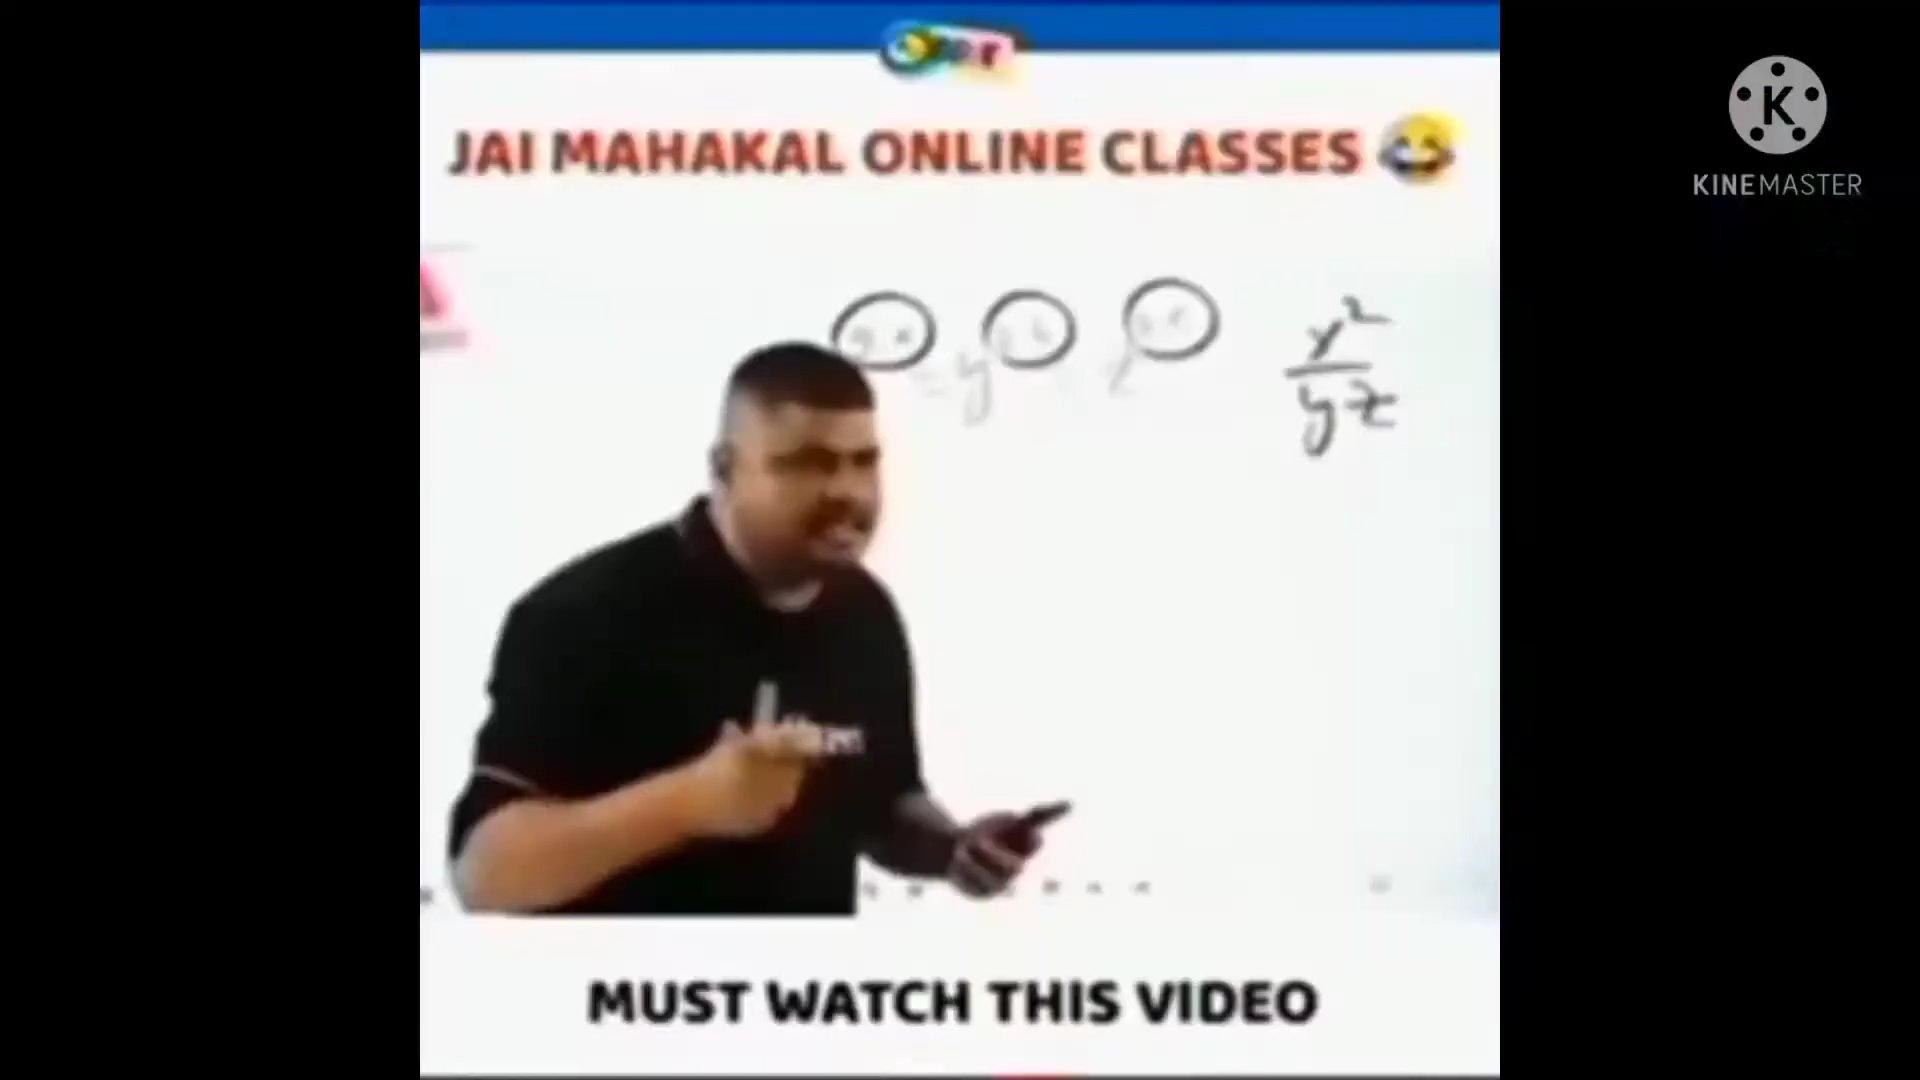 JAI MAHAKAL ONLINE CLASSES 😂
K
KINEMASTER
x²
yz
MUST WATCH THIS VIDEO